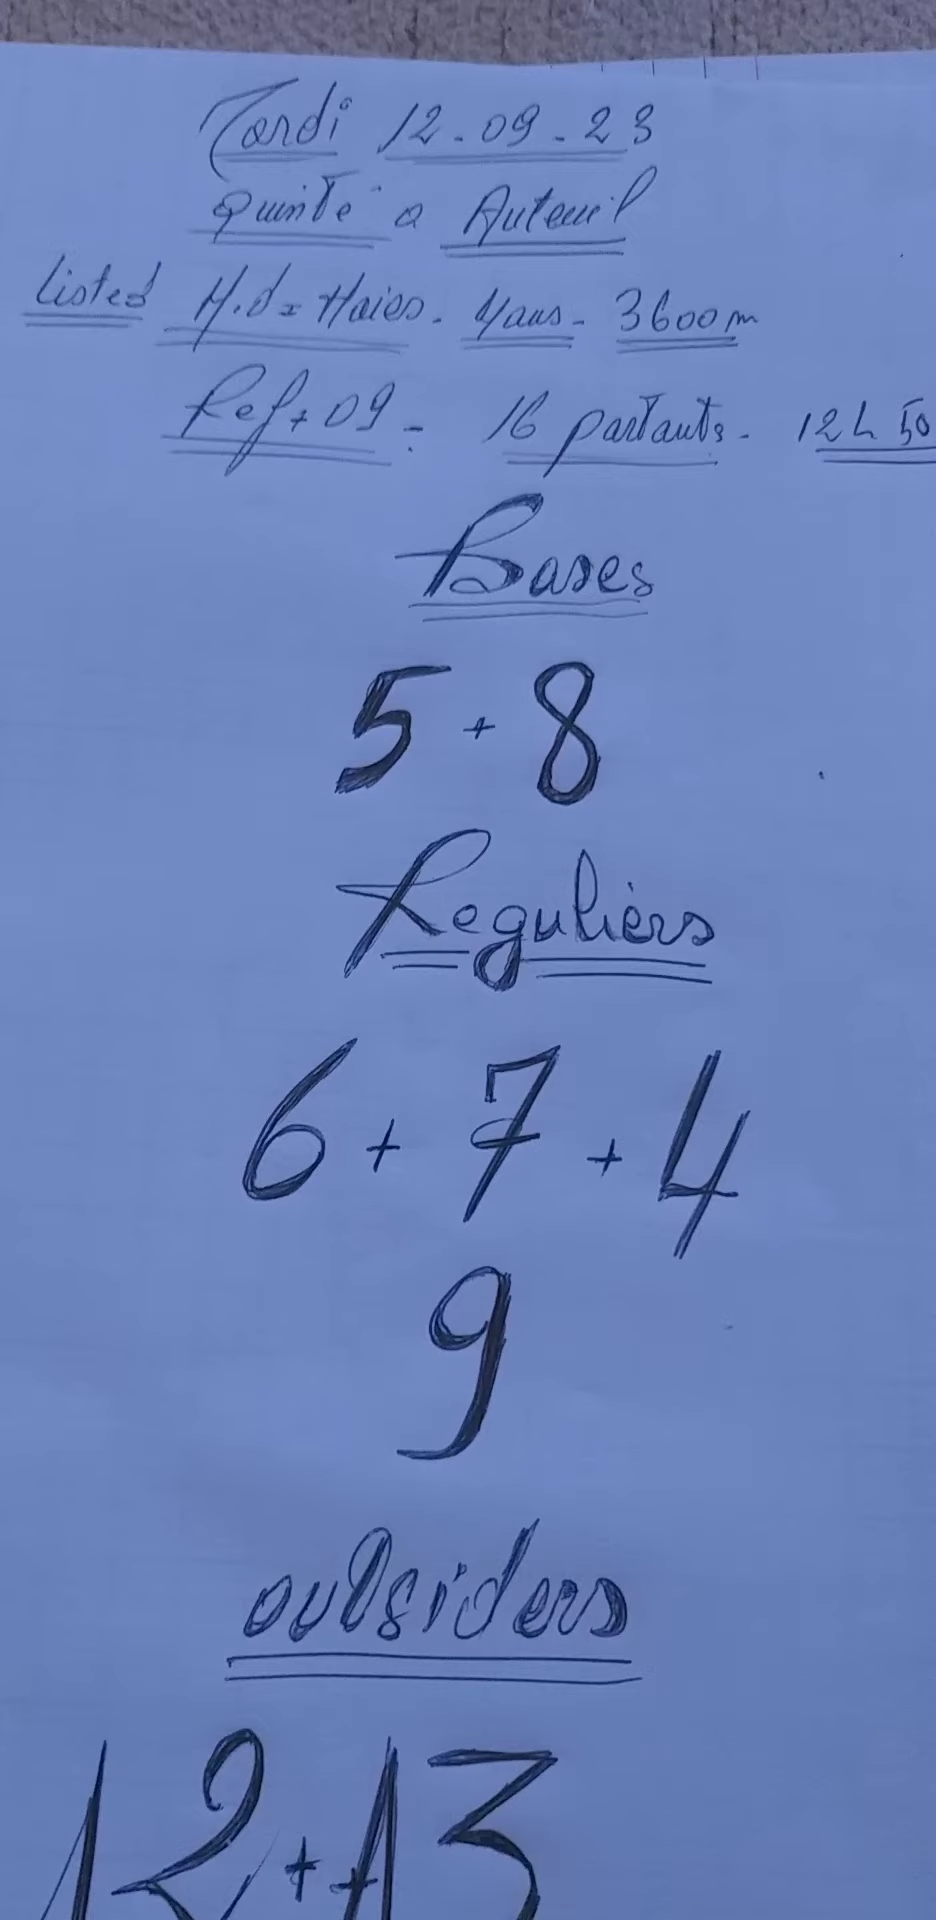 Mardi 12-09-23
Quinté à Auteuil
Listed H.d= Haies - 4ans - 3600m
Ref + 09 - 16 partants - 12h50
Bases
5 + 8
Reguliers
6 + 7 + 4
9
outsiders
12 + 13